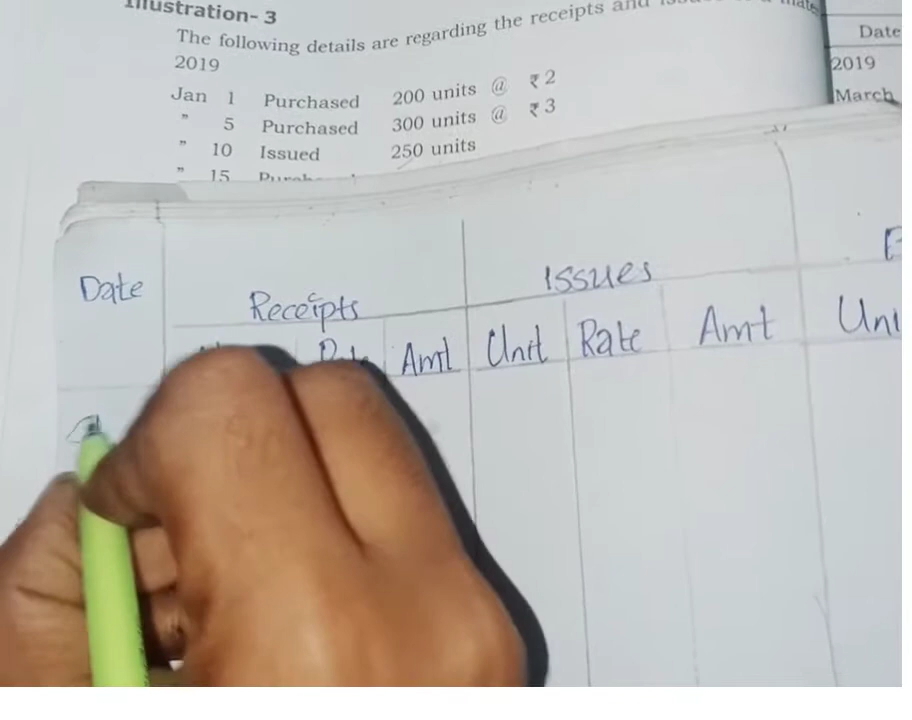 Illustration- 3
The following details are regarding the receipts and
2019
Jan 1 Purchased 200 units @ ₹ 2
" 5 Purchased 300 units @ ₹ 3
" 10 Issued 250 units
" 15
Date
2019
March
Date
Receipts
Issues
Amt
Unit
Rate
Amt